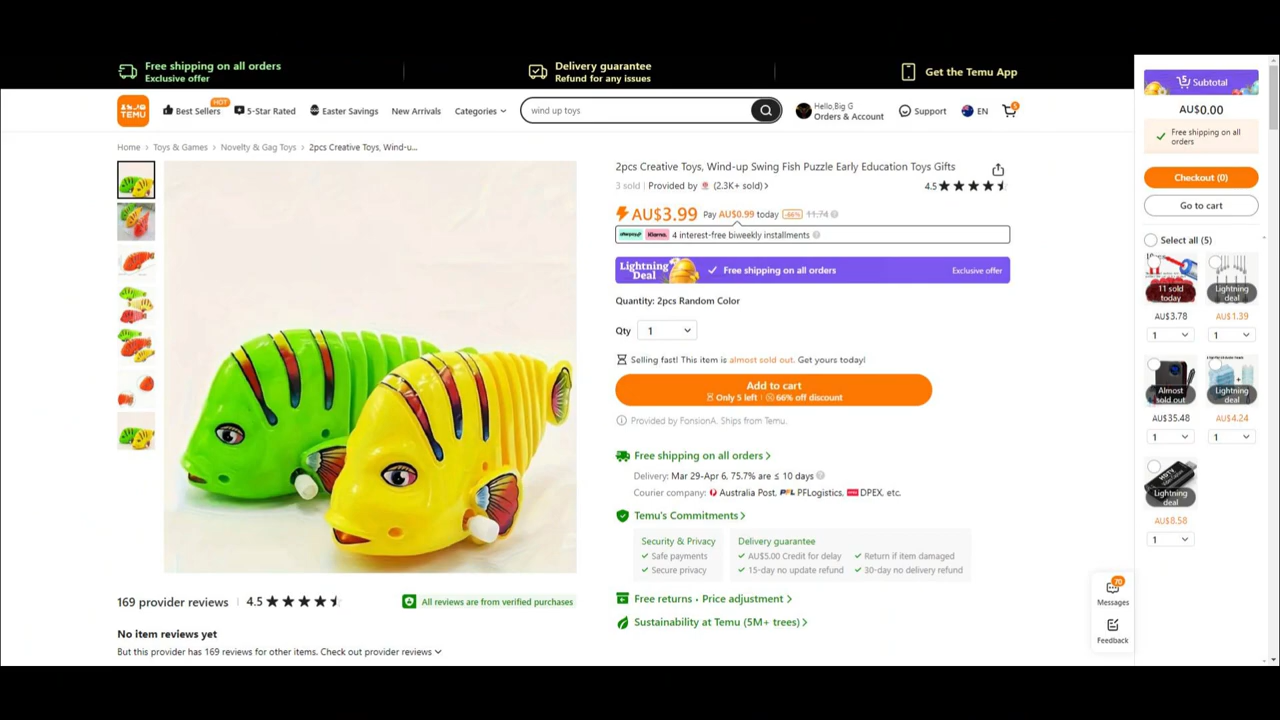 Free shipping on all orders
Exclusive offer
Delivery guarantee
Refund for any issues
Get the Temu App
TEMU
Best Sellers
HOT
5-Star Rated
Easter Savings
New Arrivals
Categories
wind up toys
Hello,Big G
Orders & Account
Support
EN
5
Home
Toys & Games
Novelty & Gag Toys
2pcs Creative Toys, Wind-u...
2pcs Creative Toys, Wind-up Swing Fish Puzzle Early Education Toys Gifts
3 sold | Provided by (2.3K+ sold) >
4.5
AU$3.99 Pay AU$0.99 today -66% 11.74
afterpay Klarna. 4 interest-free biweekly installments
Lightning Deal
Free shipping on all orders
Exclusive offer
Quantity: 2pcs Random Color
Qty 1
Selling fast! This item is almost sold out. Get yours today!
Add to cart
Only 5 left | 66% off discount
Provided by FonsionA. Ships from Temu.
Free shipping on all orders >
Delivery: Mar 29-Apr 6, 75.7% are ≤ 10 days
Courier company: Australia Post, PFL PFLogistics, DPEX, etc.
Temu's Commitments >
Security & Privacy
Safe payments
Secure privacy
Delivery guarantee
AU$5.00 Credit for delay
Return if item damaged
15-day no update refund
30-day no delivery refund
Free returns • Price adjustment >
Sustainability at Temu (5M+ trees) >
169 provider reviews | 4.5
All reviews are from verified purchases
No item reviews yet
But this provider has 169 reviews for other items. Check out provider reviews
Subtotal
AU$0.00
Free shipping on all
orders
Checkout (0)
Go to cart
Select all (5)
11 sold
today
Lightning
deal
AU$3.78
AU$1.39
1
1
Almost
sold out
Lightning
deal
AU$35.48
AU$4.24
1
1
HDTV
Lightning
deal
AU$8.58
1
70
Messages
Feedback